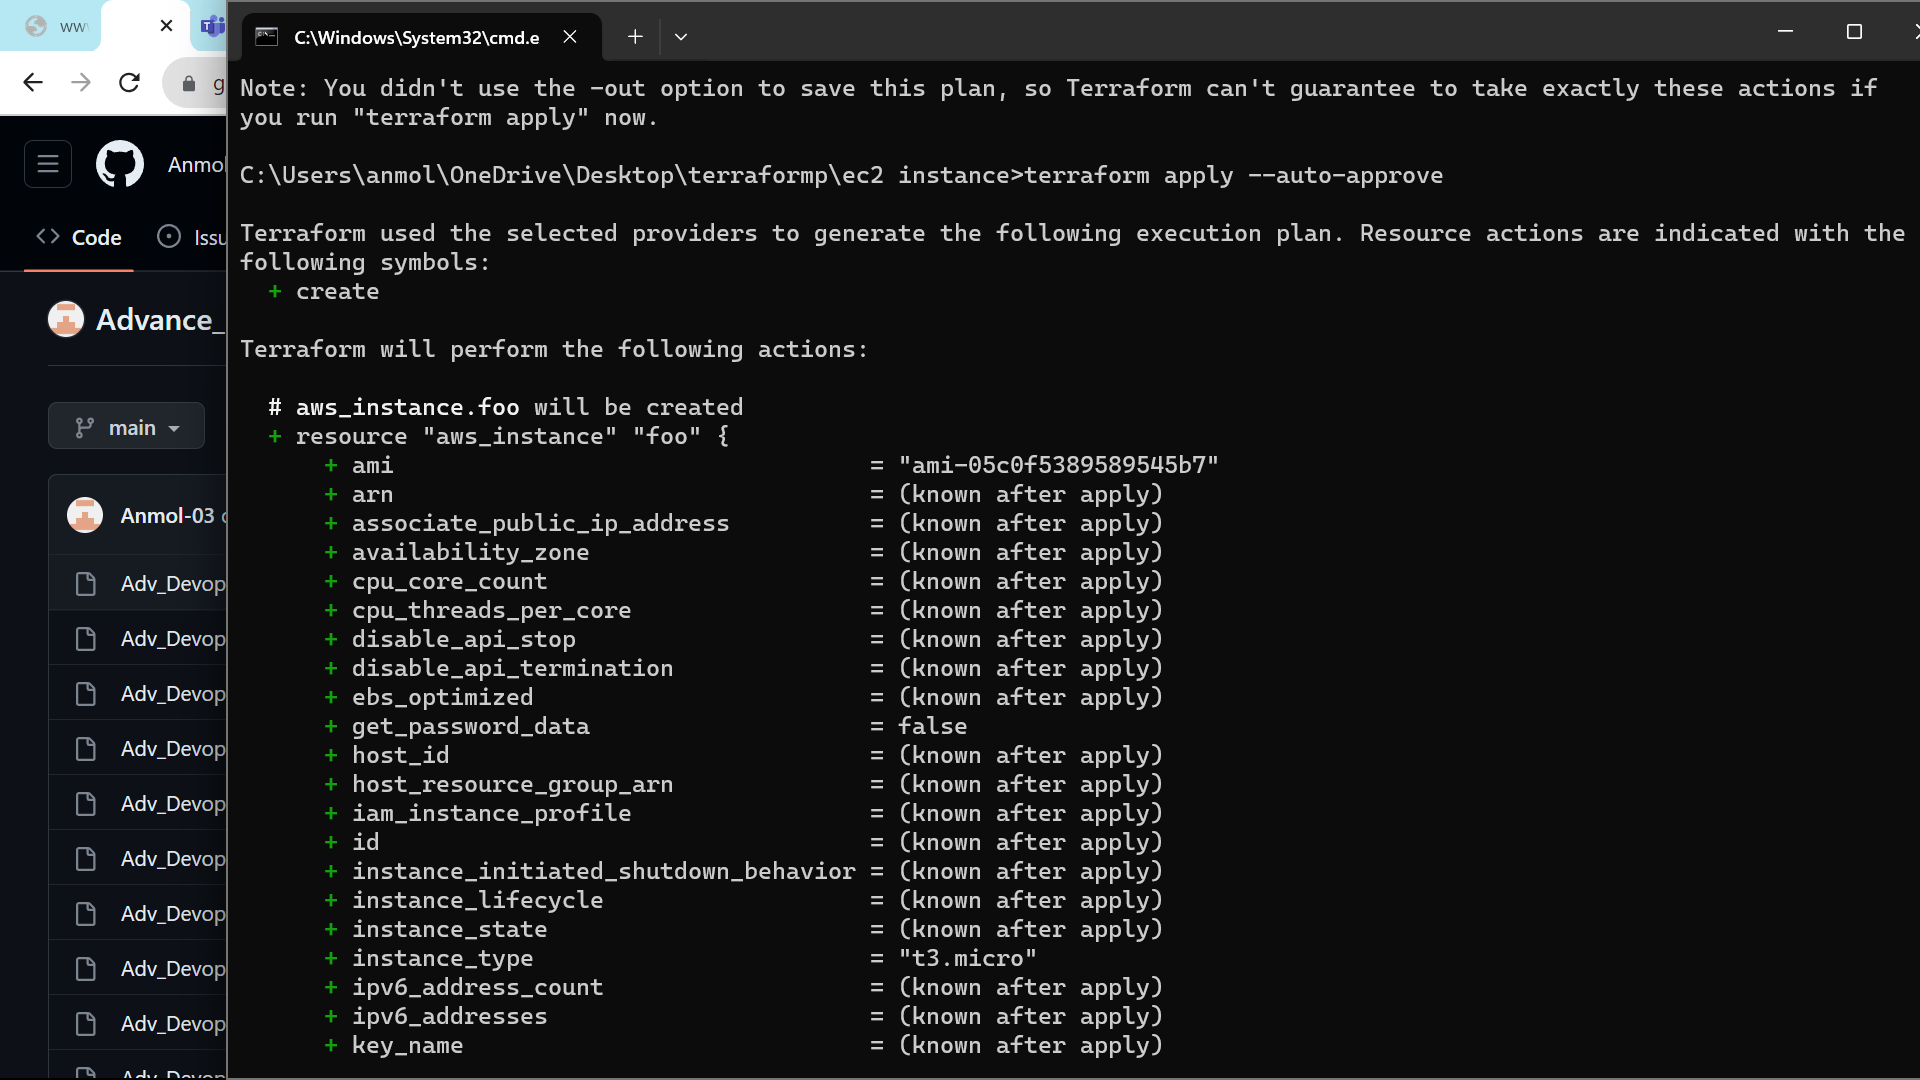 ww
C:\Windows\System32\cmd.e
g
Anmol
Code
Issu
Advance_
main
Anmol-03
Adv_Devop
Adv_Devop
Adv_Devop
Adv_Devop
Adv_Devop
Adv_Devop
Adv_Devop
Adv_Devop
Adv_Devop
Adv_Devop
Note: You didn't use the -out option to save this plan, so Terraform can't guarantee to take exactly these actions if
you run "terraform apply" now.
C:\Users\anmol\OneDrive\Desktop\terraformp\ec2 instance>terraform apply --auto-approve
Terraform used the selected providers to generate the following execution plan. Resource actions are indicated with the
following symbols:
+ create
Terraform will perform the following actions:
# aws_instance.foo will be created
+ resource "aws_instance" "foo" {
+ ami = "ami-05c0f5389589545b7"
+ arn = (known after apply)
+ associate_public_ip_address = (known after apply)
+ availability_zone = (known after apply)
+ cpu_core_count = (known after apply)
+ cpu_threads_per_core = (known after apply)
+ disable_api_stop = (known after apply)
+ disable_api_termination = (known after apply)
+ ebs_optimized = (known after apply)
+ get_password_data = false
+ host_id = (known after apply)
+ host_resource_group_arn = (known after apply)
+ iam_instance_profile = (known after apply)
+ id = (known after apply)
+ instance_initiated_shutdown_behavior = (known after apply)
+ instance_lifecycle = (known after apply)
+ instance_state = (known after apply)
+ instance_type = "t3.micro"
+ ipv6_address_count = (known after apply)
+ ipv6_addresses = (known after apply)
+ key_name = (known after apply)